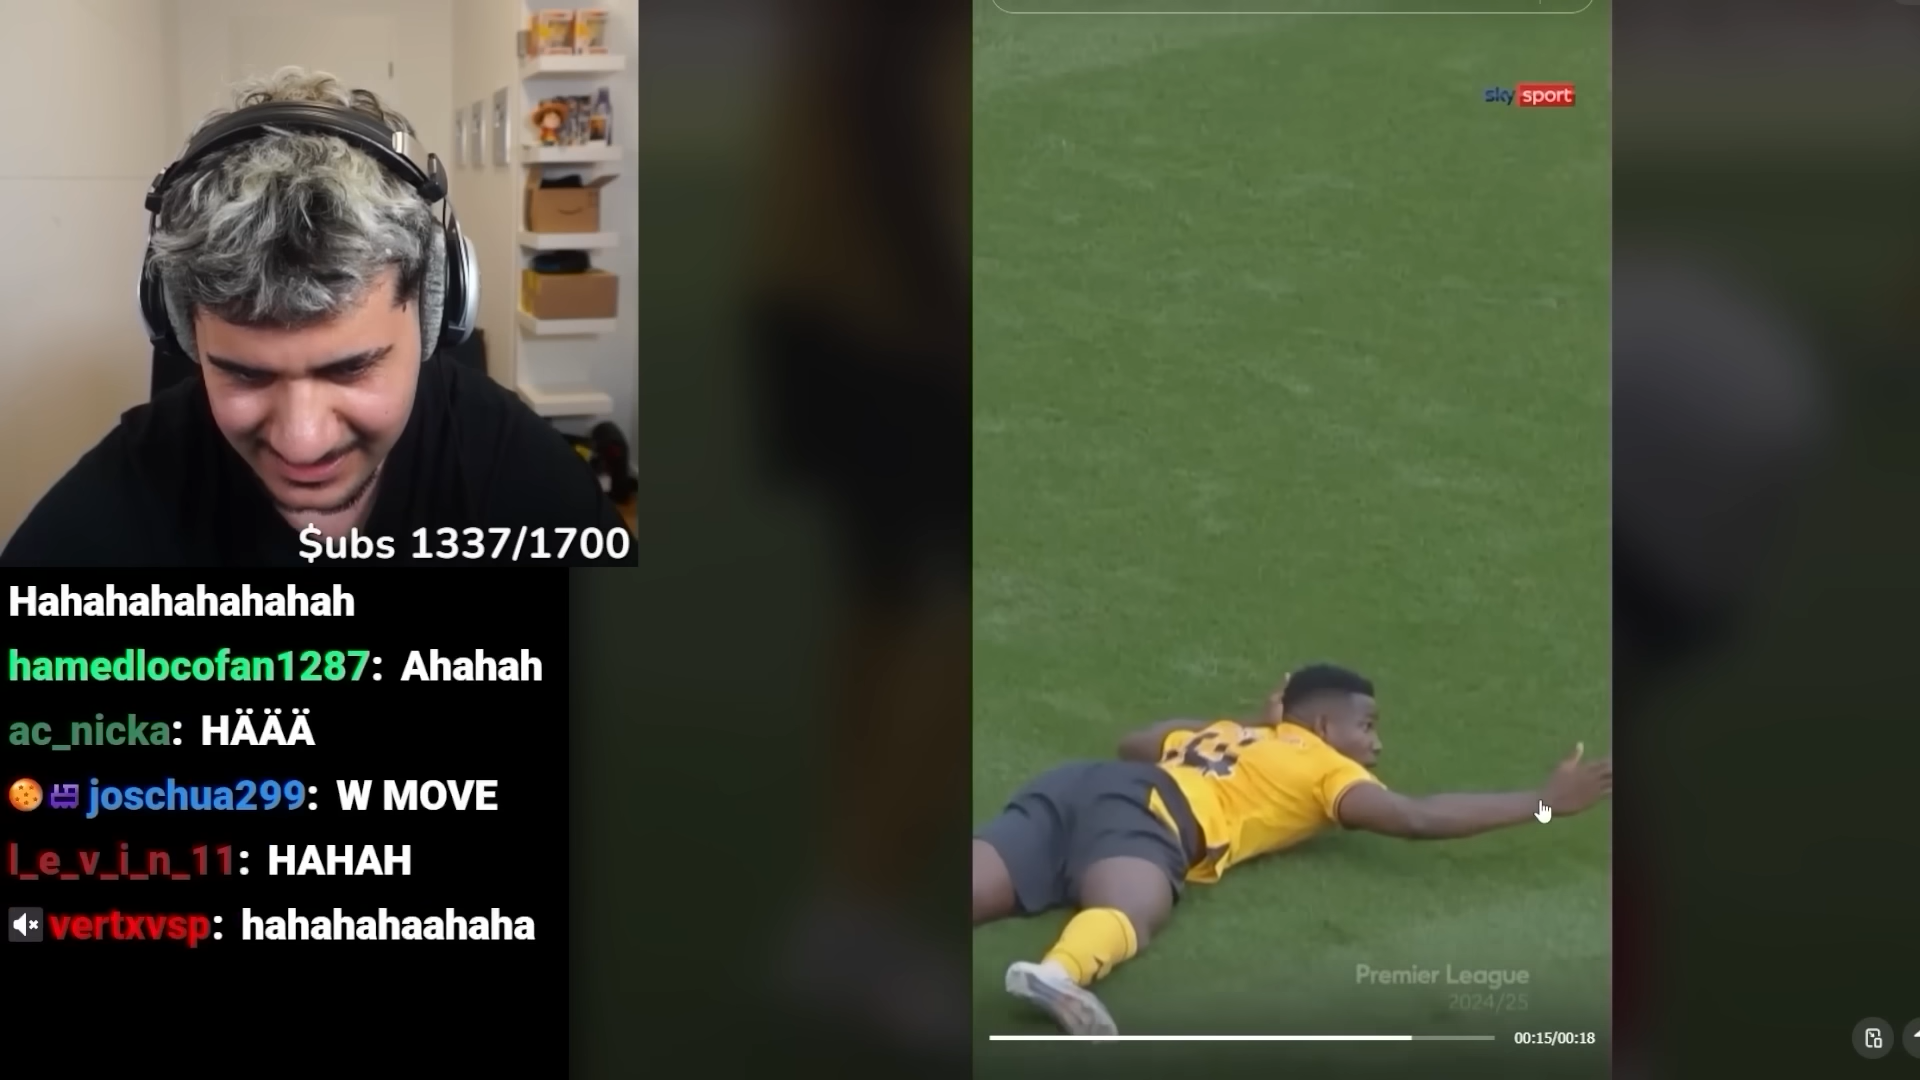 sky sport
$ubs 1337/1700
Hahahahahahahah
hamedlocofan1287: Ahahah
ac_nicka: HÄÄÄ
joschua299: W MOVE
l_e_v_i_n_11: HAHAH
vertxvsp: hahahahaahaha
Premier League
2024/25
00:15/00:18